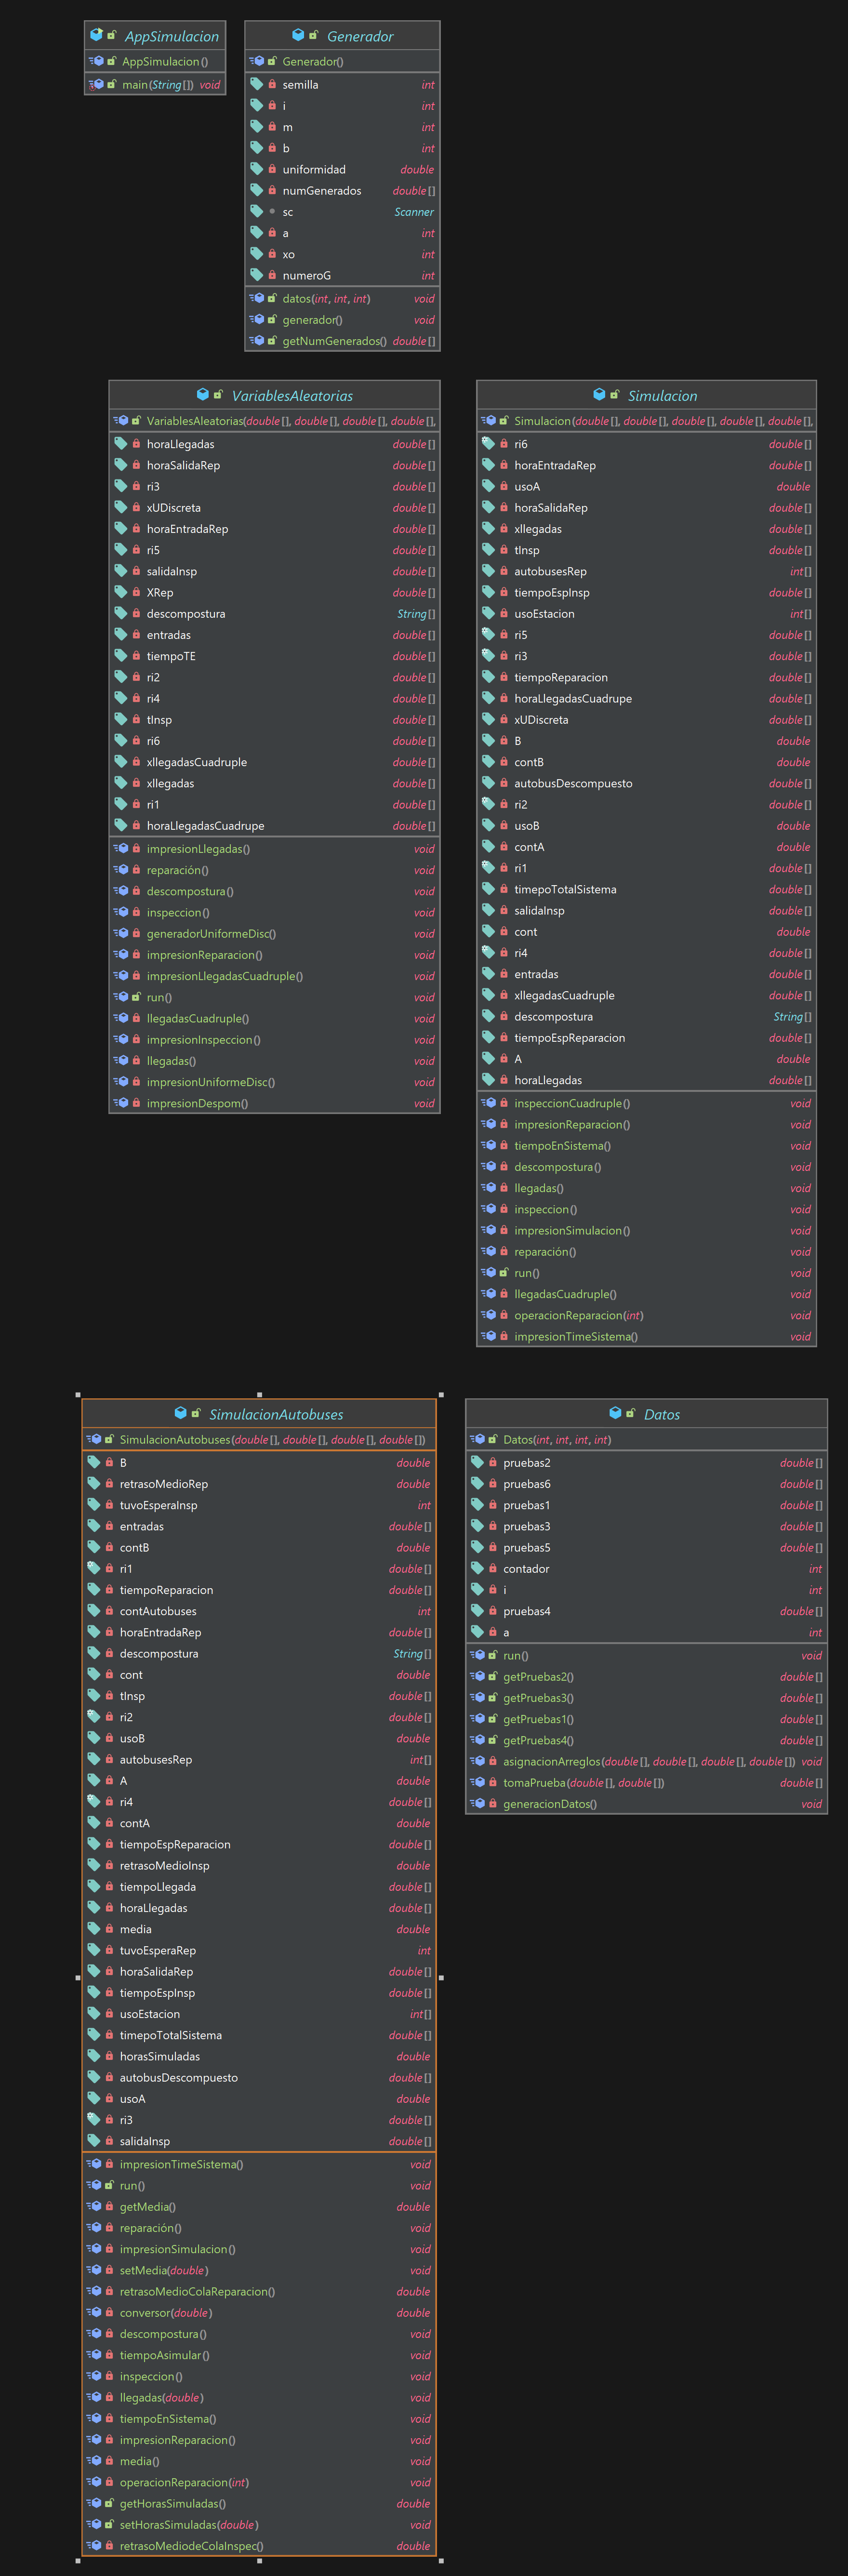 AppSimulacion
AppSimulacion()
main(String[]) void
Generador
Generador()
semilla int
i int
m int
b int
uniformidad double
numGenerados double[]
sc Scanner
a int
xo int
numeroG int
datos(int, int, int) void
generador() void
getNumGenerados() double[]
VariablesAleatorias
VariablesAleatorias(double[], double[], double[], double[],
horaLlegadas double[]
horaSalidaRep double[]
ri3 double[]
xUDiscreta double[]
horaEntradaRep double[]
ri5 double[]
salidaInsp double[]
XRep double[]
descompostura String[]
entradas double[]
tiempoTE double[]
ri2 double[]
ri4 double[]
tInsp double[]
ri6 double[]
xllegadasCuadruple double[]
xllegadas double[]
ri1 double[]
horaLlegadasCuadrupe double[]
impresionLlegadas() void
reparación() void
descompostura() void
inspeccion() void
generadorUniformeDisc() void
impresionReparacion() void
impresionLlegadasCuadruple() void
run() void
llegadasCuadruple() void
impresionInspeccion() void
llegadas() void
impresionUniformeDisc() void
impresionDespom() void
Simulacion
Simulacion(double[], double[], double[], double[], double[],
ri6 double[]
horaEntradaRep double[]
usoA double
horaSalidaRep double[]
xllegadas double[]
tInsp double[]
autobusesRep int[]
tiempoEspInsp double[]
usoEstacion int[]
ri5 double[]
ri3 double[]
tiempoReparacion double[]
horaLlegadasCuadrupe double[]
xUDiscreta double[]
B double
contB double
autobusDescompuesto double[]
ri2 double[]
usoB double
contA double
ri1 double[]
timepoTotalSistema double[]
salidaInsp double[]
cont double
ri4 double[]
entradas double[]
xllegadasCuadruple double[]
descompostura String[]
tiempoEspReparacion double[]
A double
horaLlegadas double[]
inspeccionCuadruple() void
impresionReparacion() void
tiempoEnSistema() void
descompostura() void
llegadas() void
inspeccion() void
impresionSimulacion() void
reparación() void
run() void
llegadasCuadruple() void
operacionReparacion(int) void
impresionTimeSistema() void
SimulacionAutobuses
SimulacionAutobuses(double[], double[], double[], double[])
B double
retrasoMedioRep double
tuvoEsperaInsp int
entradas double[]
contB double
ri1 double[]
tiempoReparacion double[]
contAutobuses int
horaEntradaRep double[]
descompostura String[]
cont double
tInsp double[]
ri2 double[]
usoB double
autobusesRep int[]
A double
ri4 double[]
contA double
tiempoEspReparacion double[]
retrasoMedioInsp double
tiempoLlegada double[]
horaLlegadas double[]
media double
tuvoEsperaRep int
horaSalidaRep double[]
tiempoEspInsp double[]
usoEstacion int[]
timepoTotalSistema double[]
horasSimuladas double
autobusDescompuesto double[]
usoA double
ri3 double[]
salidaInsp double[]
impresionTimeSistema() void
run() void
getMedia() double
reparación() void
impresionSimulacion() void
setMedia(double) void
retrasoMedioColaReparacion() double
conversor(double) double
descompostura() void
tiempoAsimular() void
inspeccion() void
llegadas(double) void
tiempoEnSistema() void
impresionReparacion() void
media() void
operacionReparacion(int) void
getHorasSimuladas() double
setHorasSimuladas(double) void
retrasoMediodeColaInspec() double
Datos
Datos(int, int, int, int)
pruebas2 double[]
pruebas6 double[]
pruebas1 double[]
pruebas3 double[]
pruebas5 double[]
contador int
i int
pruebas4 double[]
a int
run() void
getPruebas2() double[]
getPruebas3() double[]
getPruebas1() double[]
getPruebas4() double[]
asignacionArreglos(double[], double[], double[], double[]) void
tomaPrueba(double[], double[]) double[]
generacionDatos() void